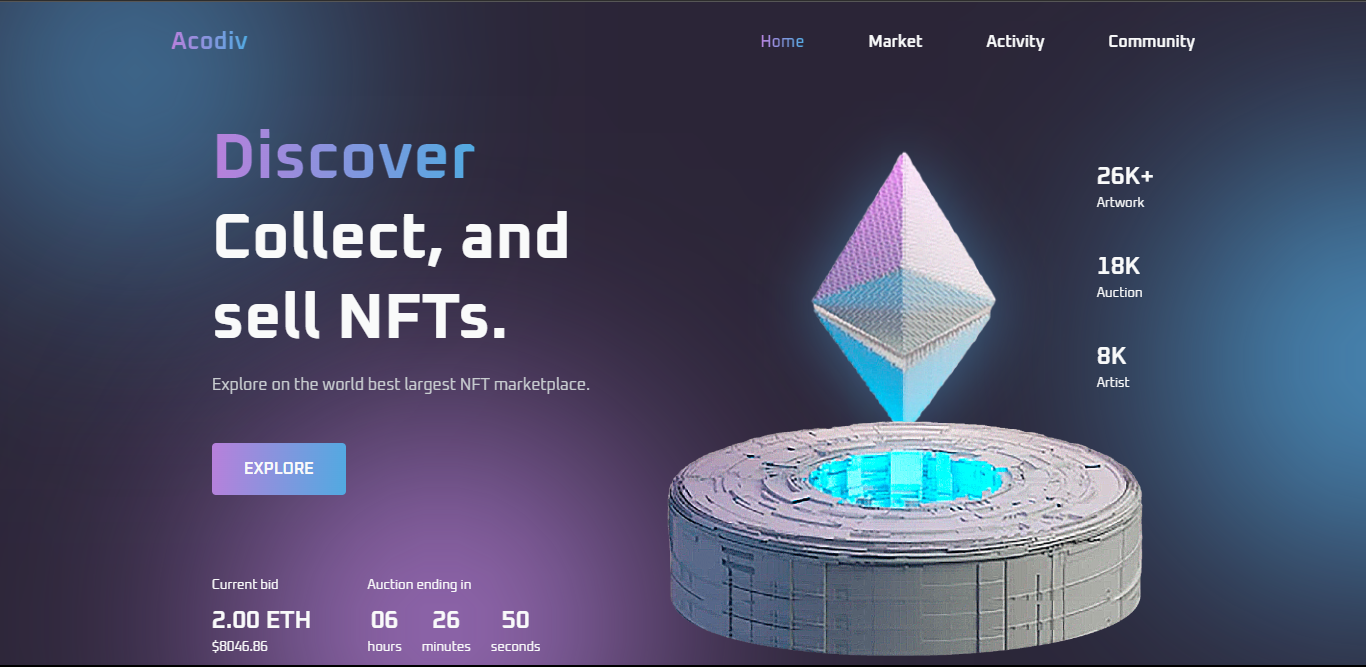 Acodiv
Home Market Activity Community
Discover
Collect, and
sell NFTs.
Explore on the world best largest NFT marketplace.
EXPLORE
26K+
Artwork
18K
Auction
8K
Artist
Current bid
2.00 ETH
$8046.86
Auction ending in
06 26 50
hours minutes seconds